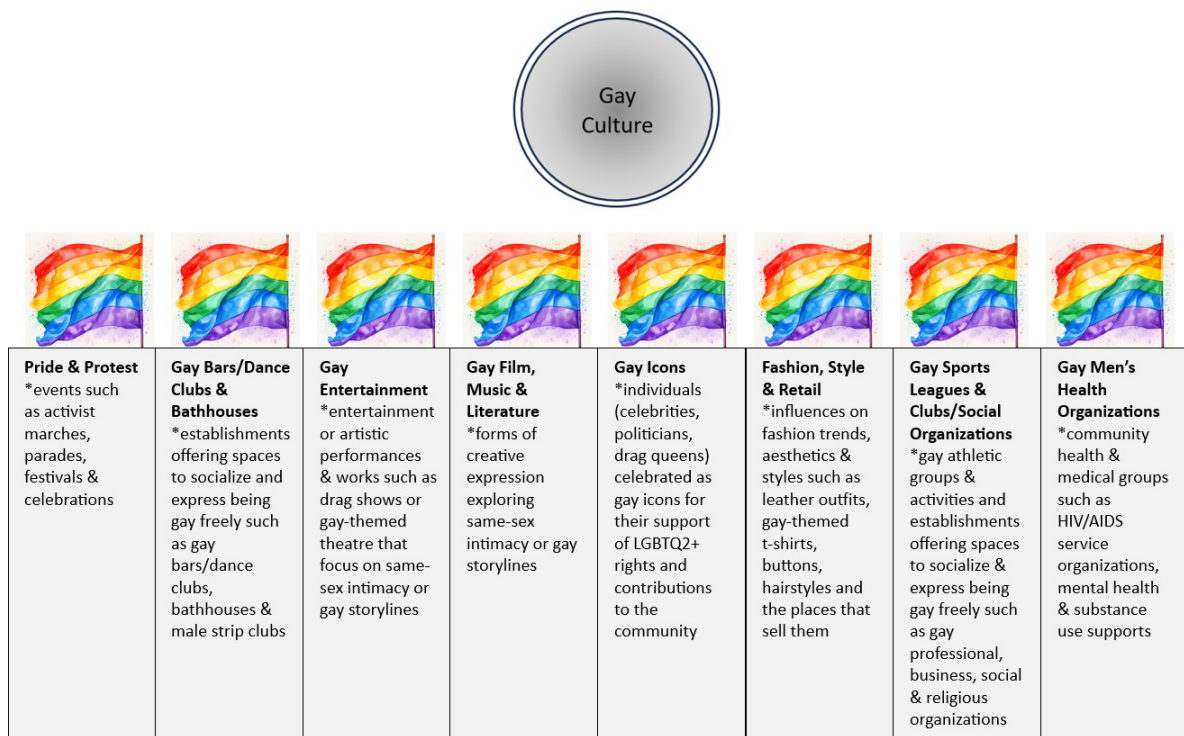 Gay
Culture
Pride & Protest
*events such
as activist
marches,
parades,
festivals &
celebrations
Gay Bars/Dance
Clubs &
Bathhouses
*establishments
offering spaces
to socialize and
express being
gay freely such
as gay
bars/dance
clubs,
bathhouses &
male strip clubs
Gay
Entertainment
*entertainment
or artistic
performances
& works such as
drag shows or
gay-themed
theatre that
focus on same-
sex intimacy or
gay storylines
Gay Film,
Music &
Literature
*forms of
creative
expression
exploring
same-sex
intimacy or gay
storylines
Gay Icons
*individuals
(celebrities,
politicians,
drag queens)
celebrated as
gay icons for
their support
of LGBTQ2+
rights and
contributions
to the
community
Fashion, Style
& Retail
*influences on
fashion trends,
aesthetics &
styles such as
leather outfits,
gay-themed
t-shirts,
buttons,
hairstyles and
the places that
sell them
Gay Sports
Leagues &
Clubs/Social
Organizations
*gay athletic
groups &
activities and
establishments
offering spaces
to socialize &
express being
gay freely such
as gay
professional,
business, social
& religious
organizations
Gay Men’s
Health
Organizations
*community
health &
medical groups
such as
HIV/AIDS
service
organizations,
mental health
& substance
use supports